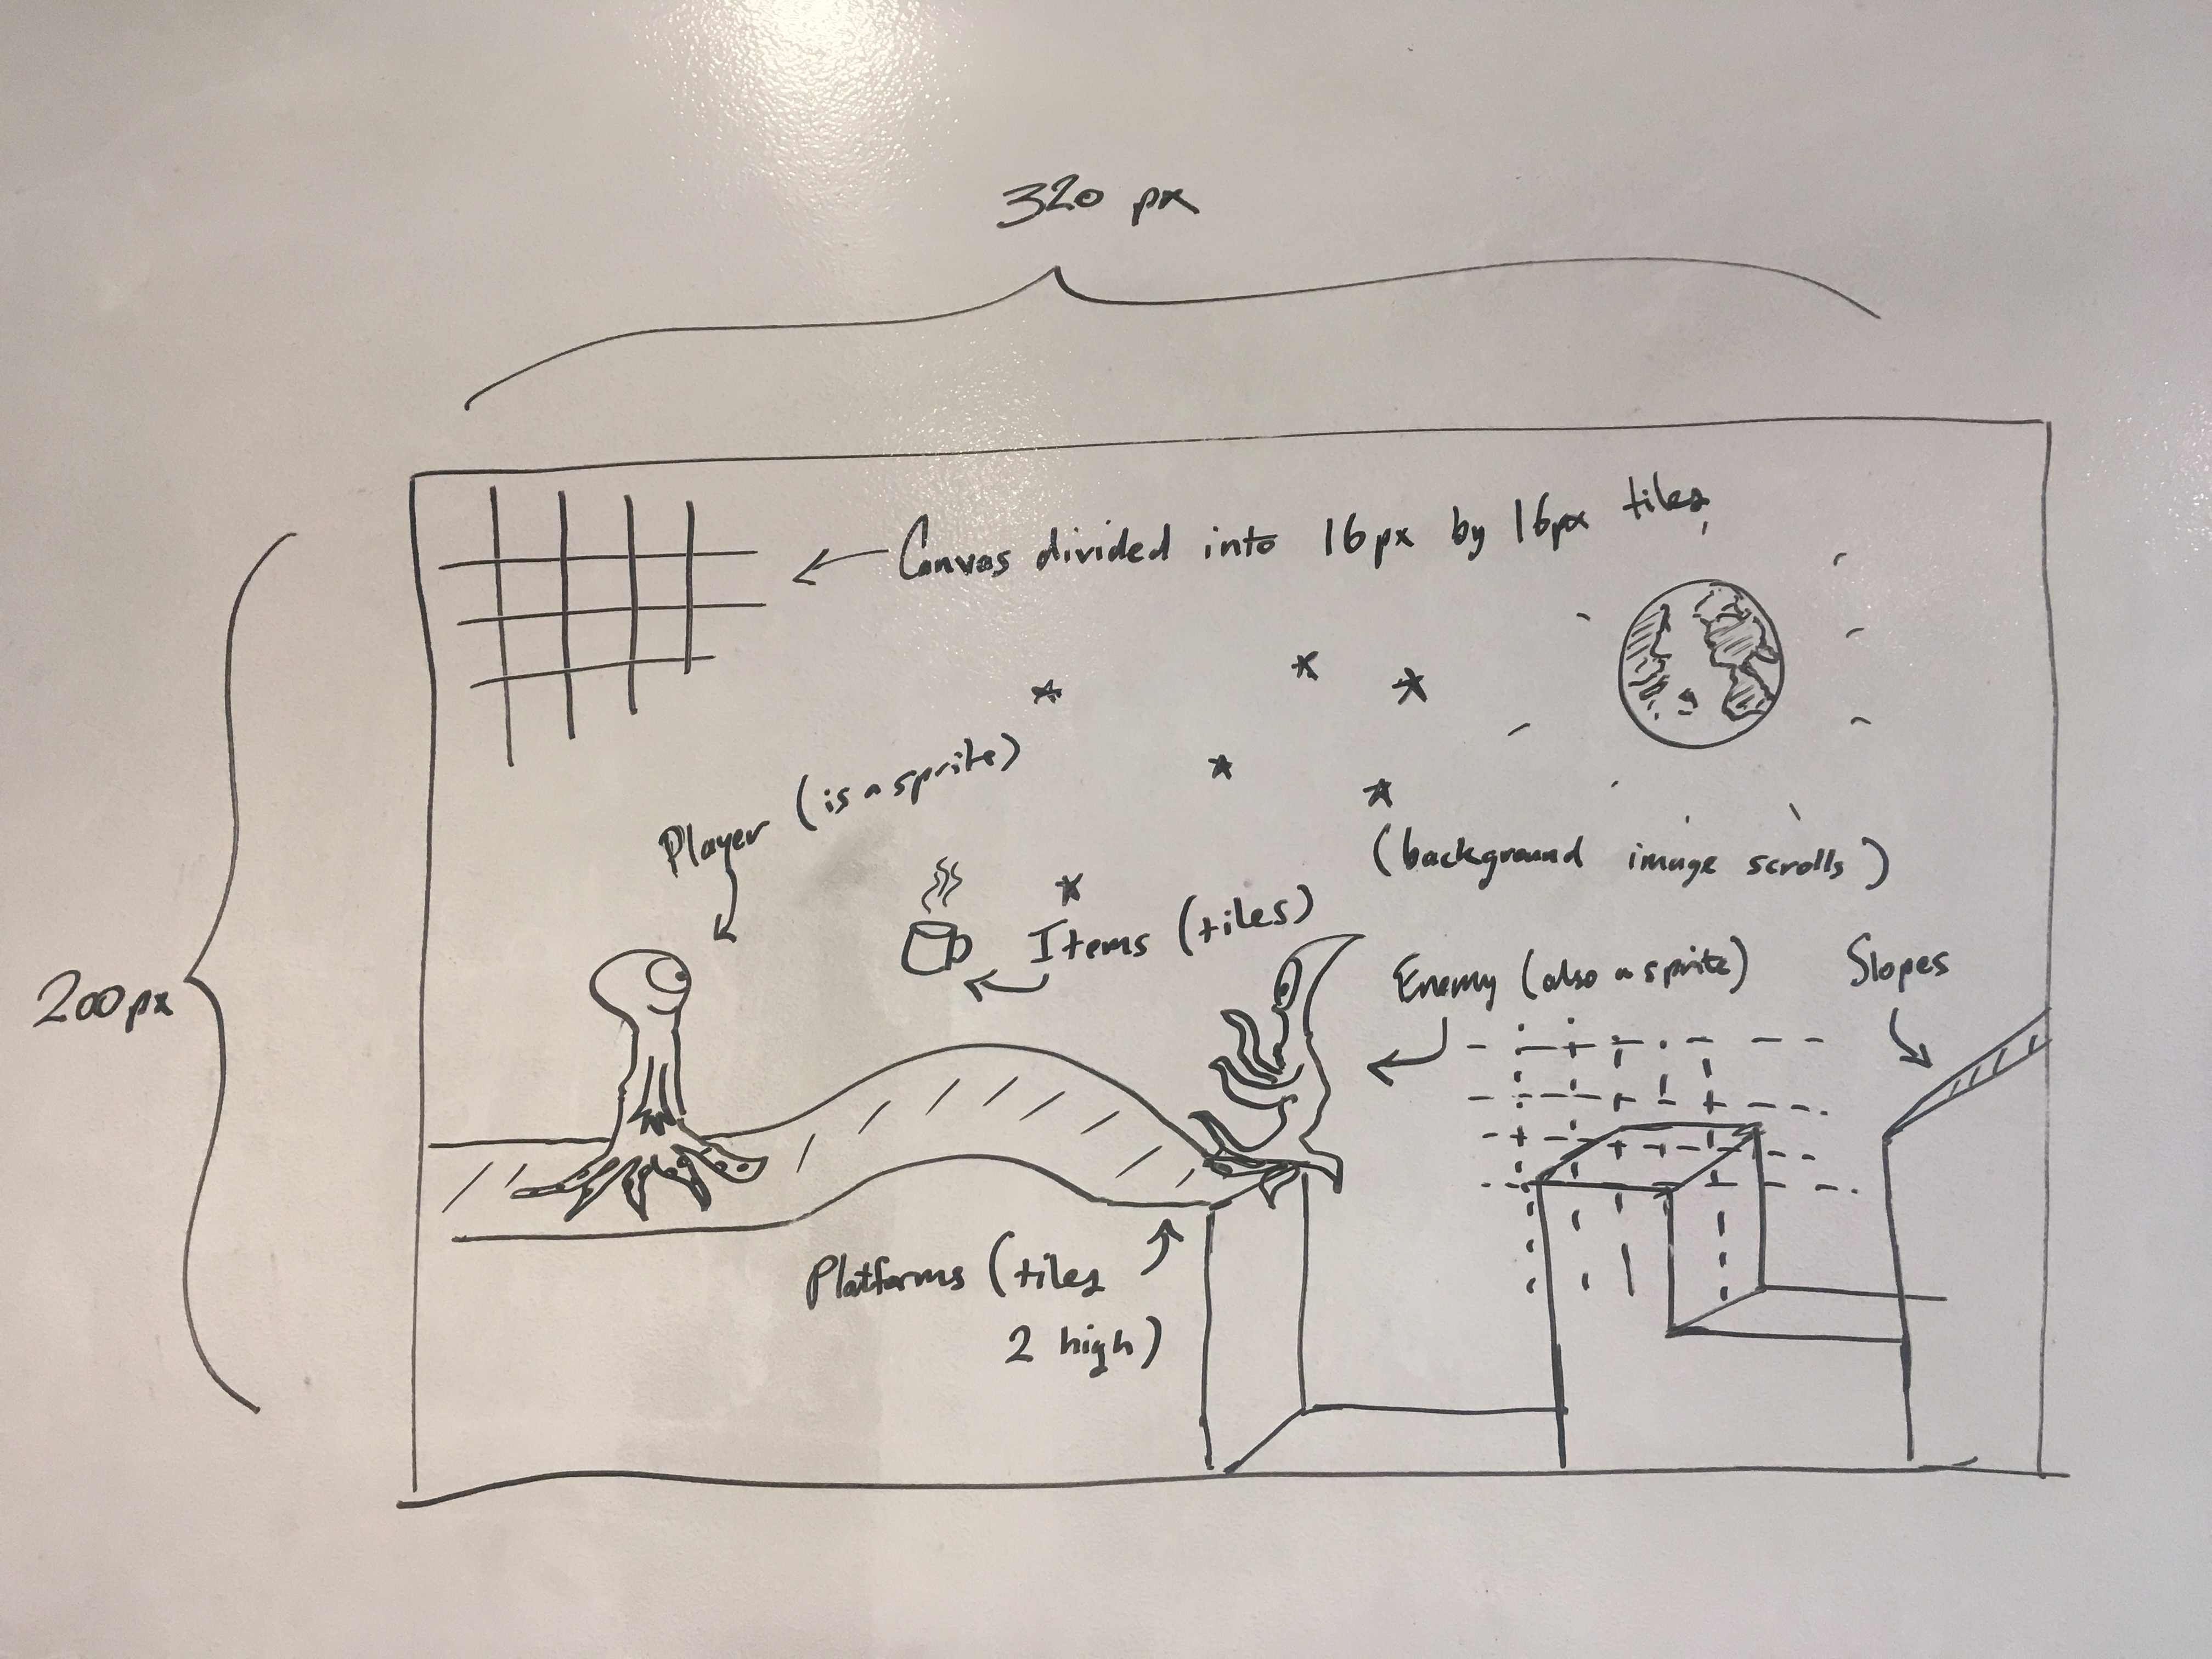 320 px
Canvas divided into 16px by 16px tiles
Player (is a sprite)
(background image scrolls)
Items (tiles)
Enemy (also a sprite)
Slopes
200px
Platforms (tiles
2 high)